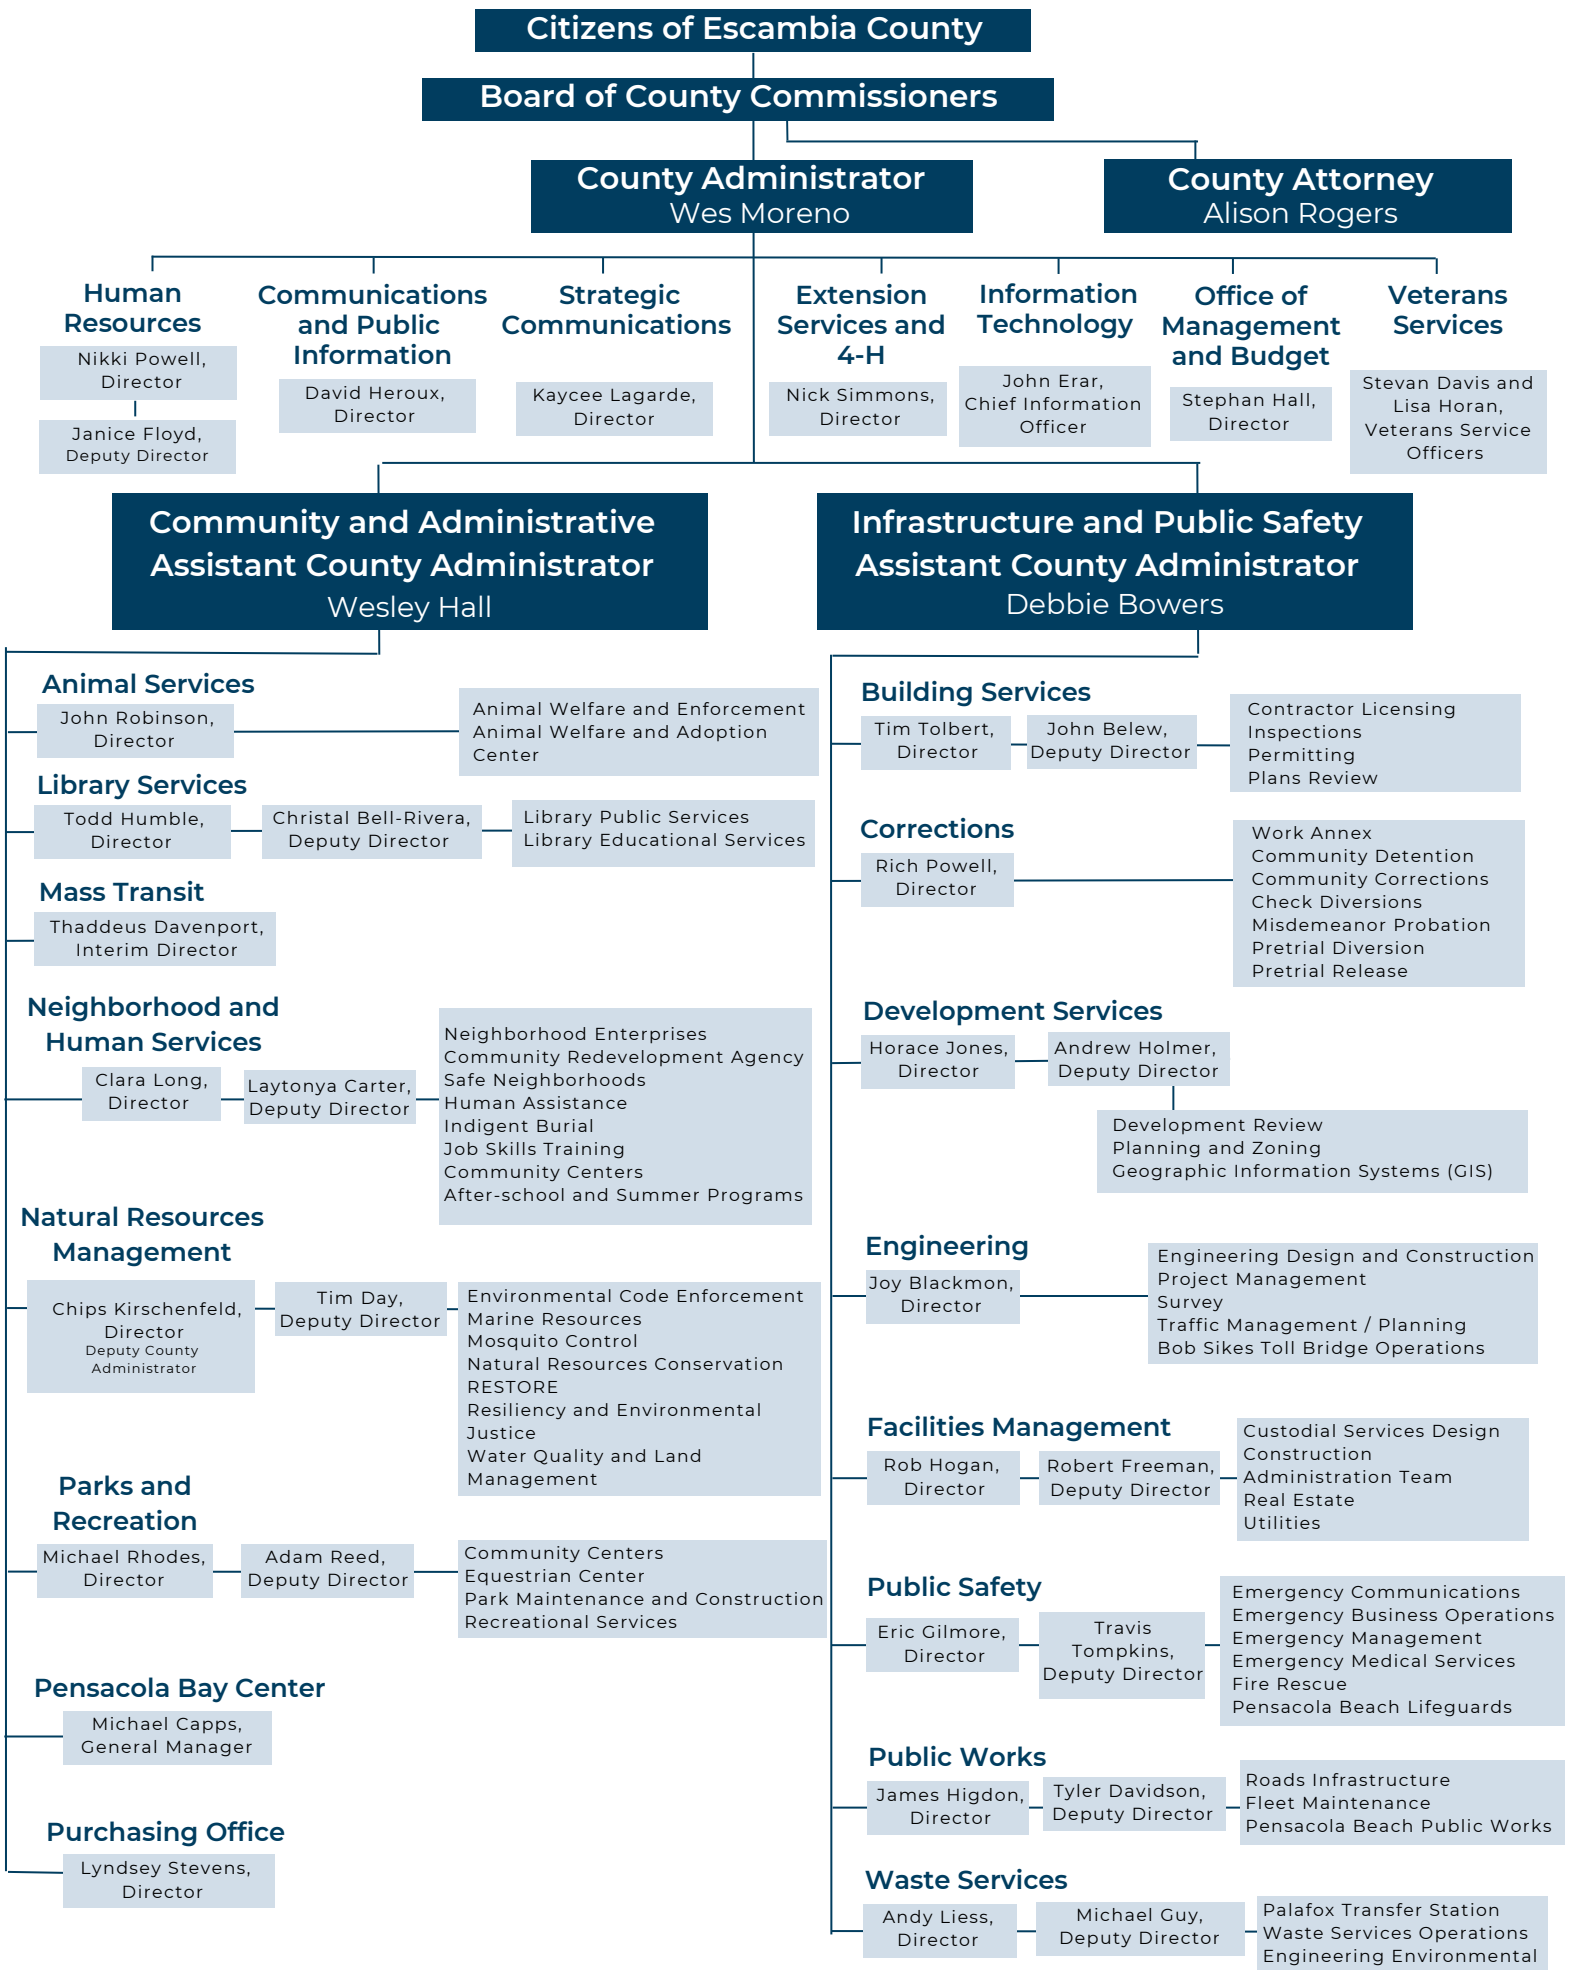 Citizens of Escambia County
Board of County Commissioners
County Administrator
Wes Moreno
County Attorney
Alison Rogers
Human
Resources
Nikki Powell,
Director
Janice Floyd,
Deputy Director
Communications
and Public
Information
David Heroux,
Director
Strategic
Communications
Kaycee Lagarde,
Director
Extension
Services and
4-H
Nick Simmons,
Director
Information
Technology
John Erar,
Chief Information
Officer
Office of
Management
and Budget
Stephan Hall,
Director
Veterans
Services
Stevan Davis and
Lisa Horan,
Veterans Service
Officers
Community and Administrative
Assistant County Administrator
Wesley Hall
Animal Services
John Robinson,
Director
Animal Welfare and Enforcement
Animal Welfare and Adoption
Center
Library Services
Todd Humble,
Director
Christal Bell-Rivera,
Deputy Director
Library Public Services
Library Educational Services
Mass Transit
Thaddeus Davenport,
Interim Director
Neighborhood and
Human Services
Clara Long,
Director
Laytonya Carter,
Deputy Director
Neighborhood Enterprises
Community Redevelopment Agency
Safe Neighborhoods
Human Assistance
Indigent Burial
Job Skills Training
Community Centers
After-school and Summer Programs
Natural Resources
Management
Chips Kirschenfeld,
Director
Deputy County
Administrator
Tim Day,
Deputy Director
Environmental Code Enforcement
Marine Resources
Mosquito Control
Natural Resources Conservation
RESTORE
Resiliency and Environmental
Justice
Water Quality and Land
Management
Parks and
Recreation
Michael Rhodes,
Director
Adam Reed,
Deputy Director
Community Centers
Equestrian Center
Park Maintenance and Construction
Recreational Services
Pensacola Bay Center
Michael Capps,
General Manager
Purchasing Office
Lyndsey Stevens,
Director
Infrastructure and Public Safety
Assistant County Administrator
Debbie Bowers
Building Services
Tim Tolbert,
Director
John Belew,
Deputy Director
Contractor Licensing
Inspections
Permitting
Plans Review
Corrections
Rich Powell,
Director
Work Annex
Community Detention
Community Corrections
Check Diversions
Misdemeanor Probation
Pretrial Diversion
Pretrial Release
Development Services
Horace Jones,
Director
Andrew Holmer,
Deputy Director
Development Review
Planning and Zoning
Geographic Information Systems (GIS)
Engineering
Joy Blackmon,
Director
Engineering Design and Construction
Project Management
Survey
Traffic Management / Planning
Bob Sikes Toll Bridge Operations
Facilities Management
Rob Hogan,
Director
Robert Freeman,
Deputy Director
Custodial Services Design
Construction
Administration Team
Real Estate
Utilities
Public Safety
Eric Gilmore,
Director
Travis
Tompkins,
Deputy Director
Emergency Communications
Emergency Business Operations
Emergency Management
Emergency Medical Services
Fire Rescue
Pensacola Beach Lifeguards
Public Works
James Higdon,
Director
Tyler Davidson,
Deputy Director
Roads Infrastructure
Fleet Maintenance
Pensacola Beach Public Works
Waste Services
Andy Liess,
Director
Michael Guy,
Deputy Director
Palafox Transfer Station
Waste Services Operations
Engineering Environmental